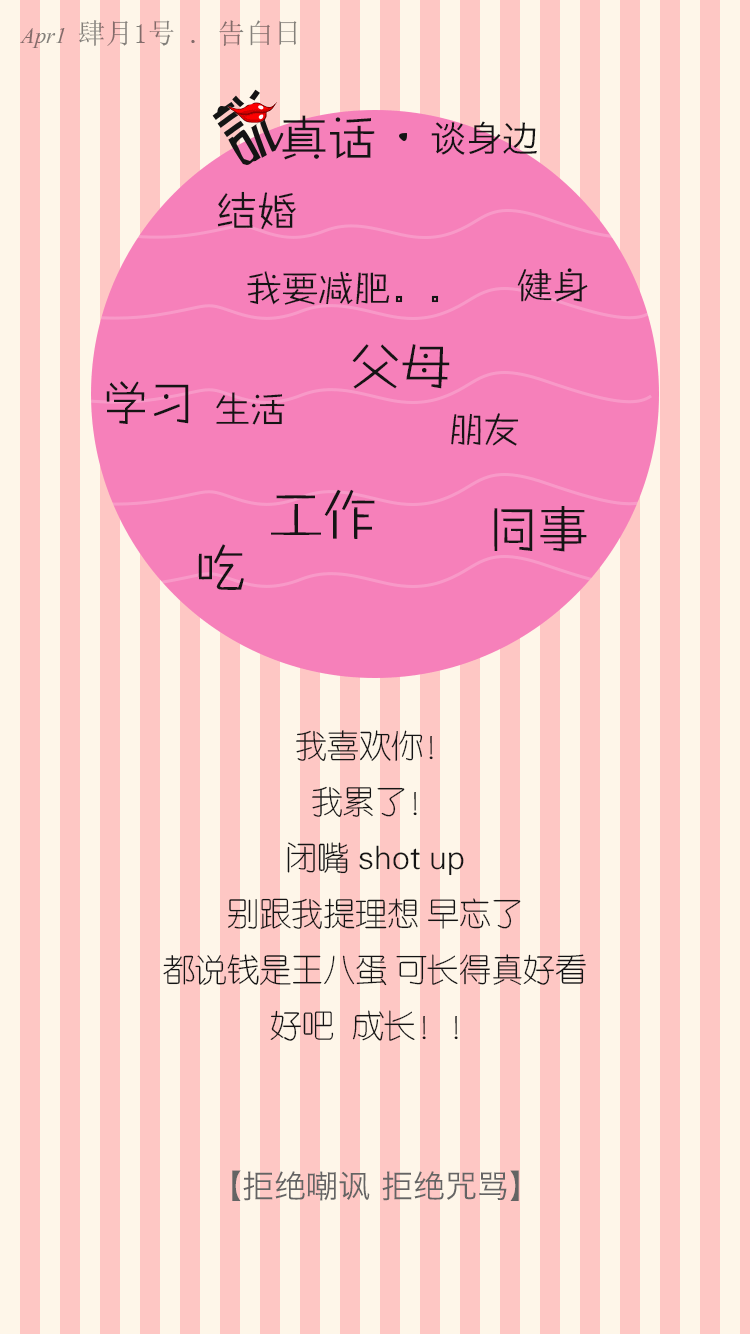 Apr1 肆月1号 . 告白日
说真话·谈身边
结婚
我要减肥。。 健身
父母
学习 生活
朋友
工作
同事
吃
我喜欢你！
我累了！
闭嘴 shot up
别跟我提理想 早忘了
都说钱是王八蛋 可长得真好看
好吧 成长！！
【拒绝嘲讽 拒绝咒骂】